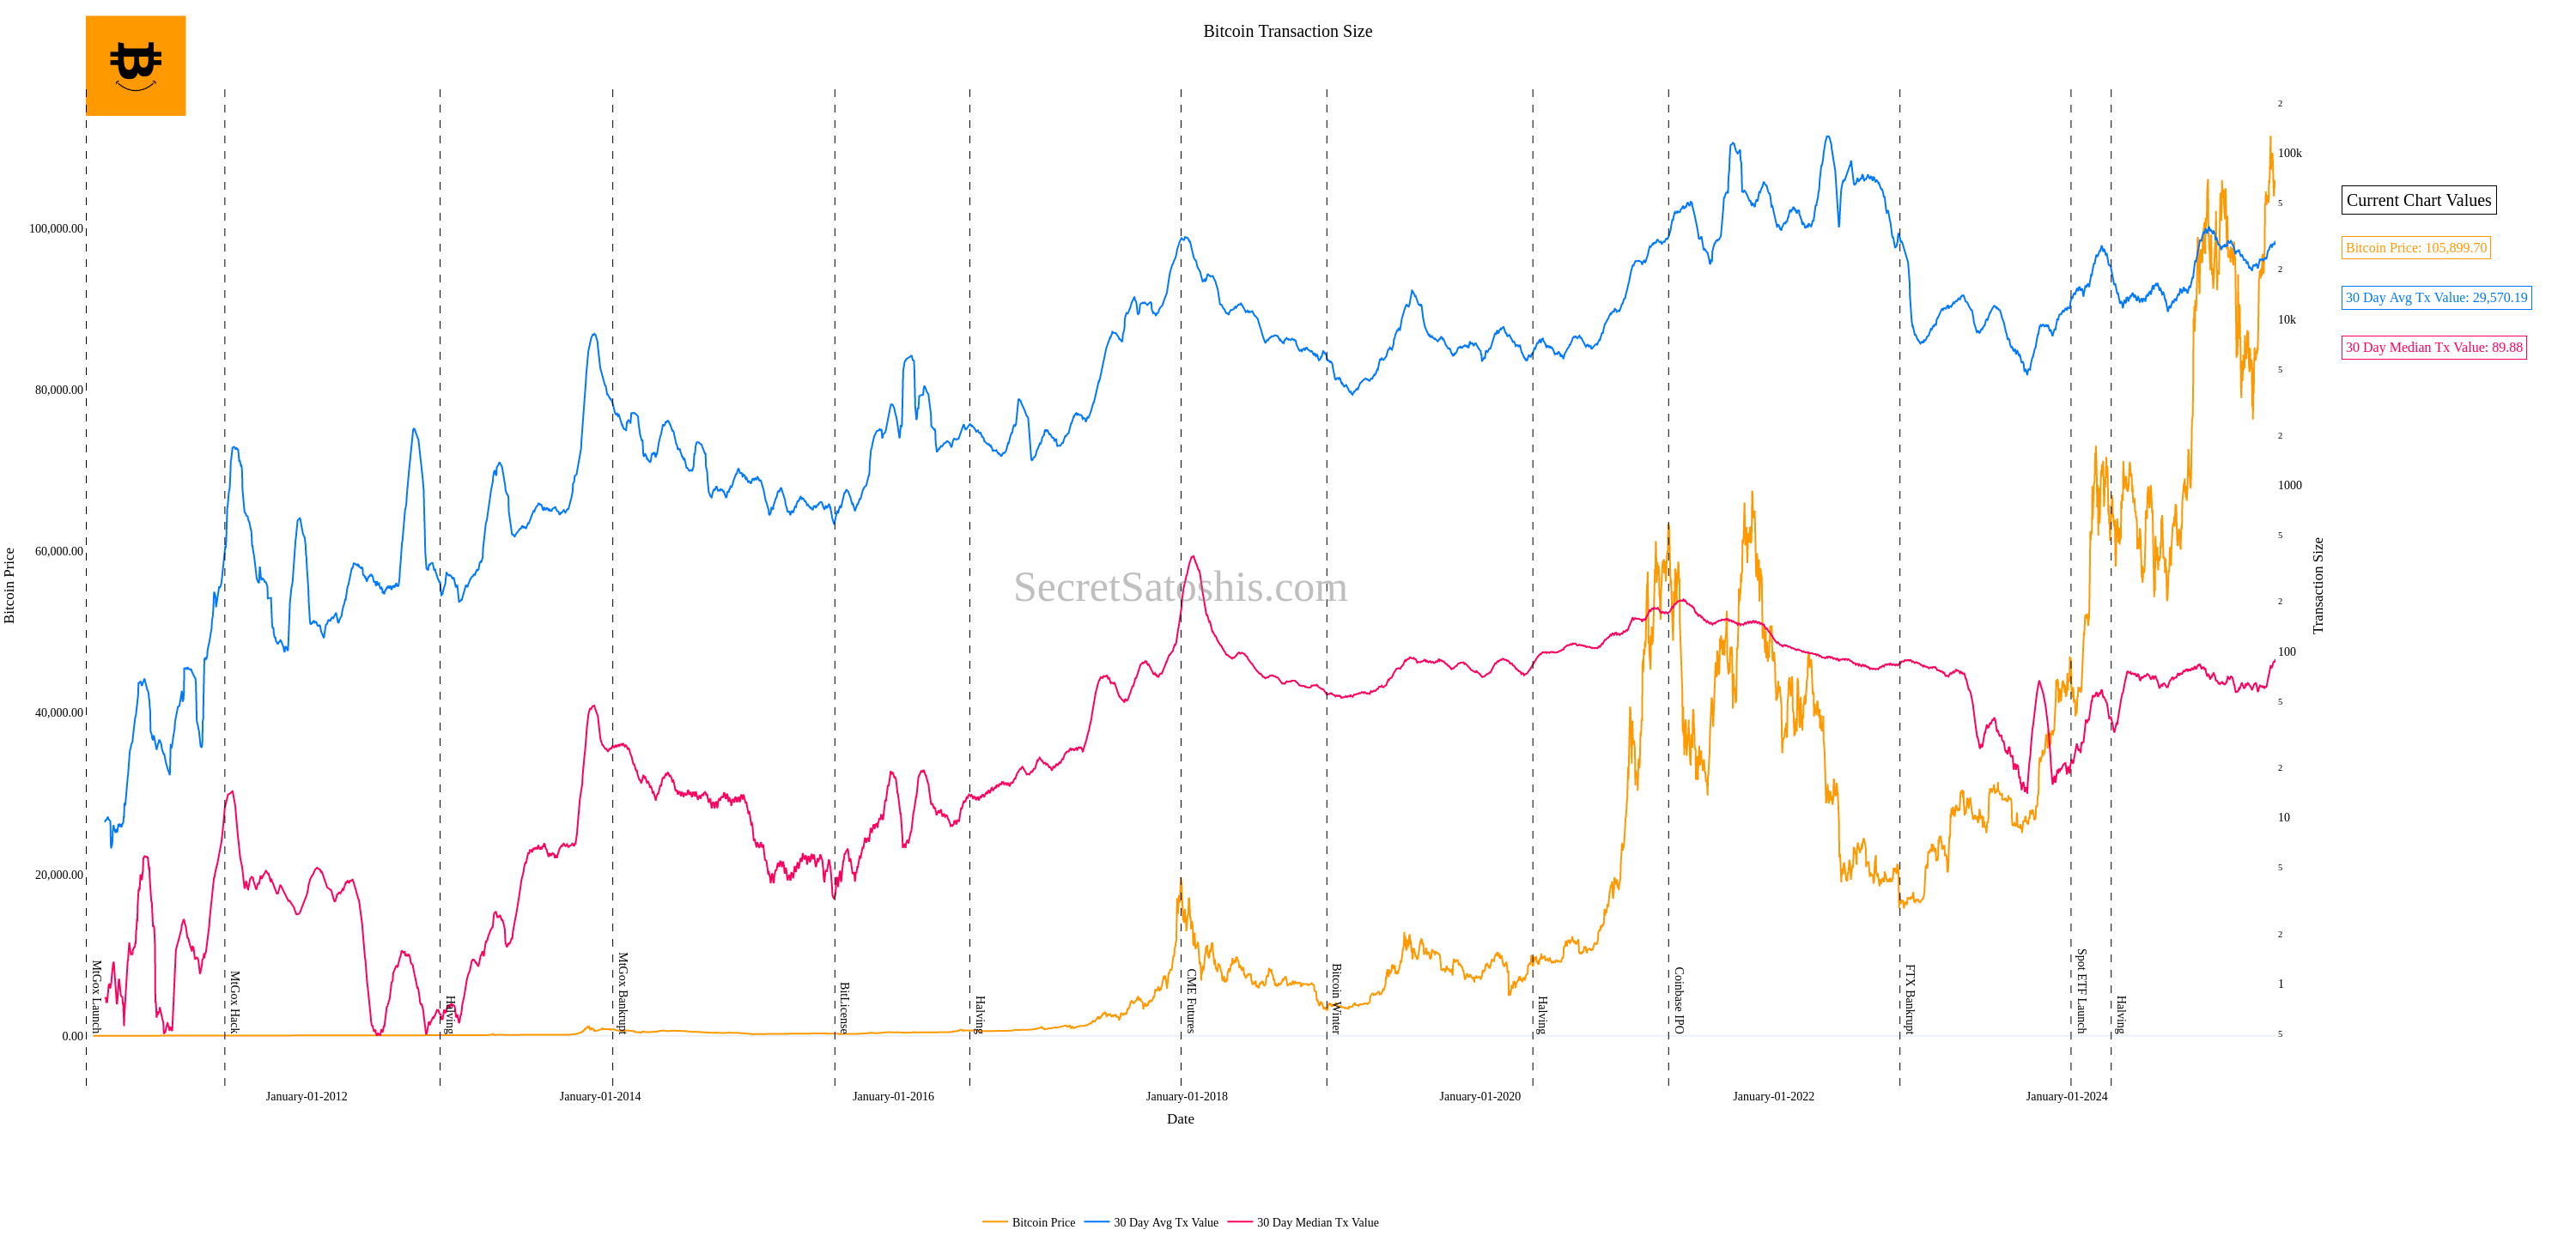 Bitcoin Transaction Size
Bitcoin Price
100,000.00
80,000.00
60,000.00
40,000.00
20,000.00
0.00
MtGox Launch
MtGox Hack
Halving
MtGox Bankrupt
BitLicense
Halving
CME Futures
Bitcoin Winter
Halving
Coinbase IPO
FTX Bankrupt
Spot ETF Launch
Halving
SecretSatoshis.com
2
100k
5
2
10k
5
2
1000
5
2
100
5
2
10
5
2
1
5
Transaction Size
Current Chart Values
Bitcoin Price: 105,899.70
30 Day Avg Tx Value: 29,570.19
30 Day Median Tx Value: 89.88
January-01-2012 January-01-2014 January-01-2016 January-01-2018 January-01-2020 January-01-2022 January-01-2024
Date
Bitcoin Price 30 Day Avg Tx Value 30 Day Median Tx Value